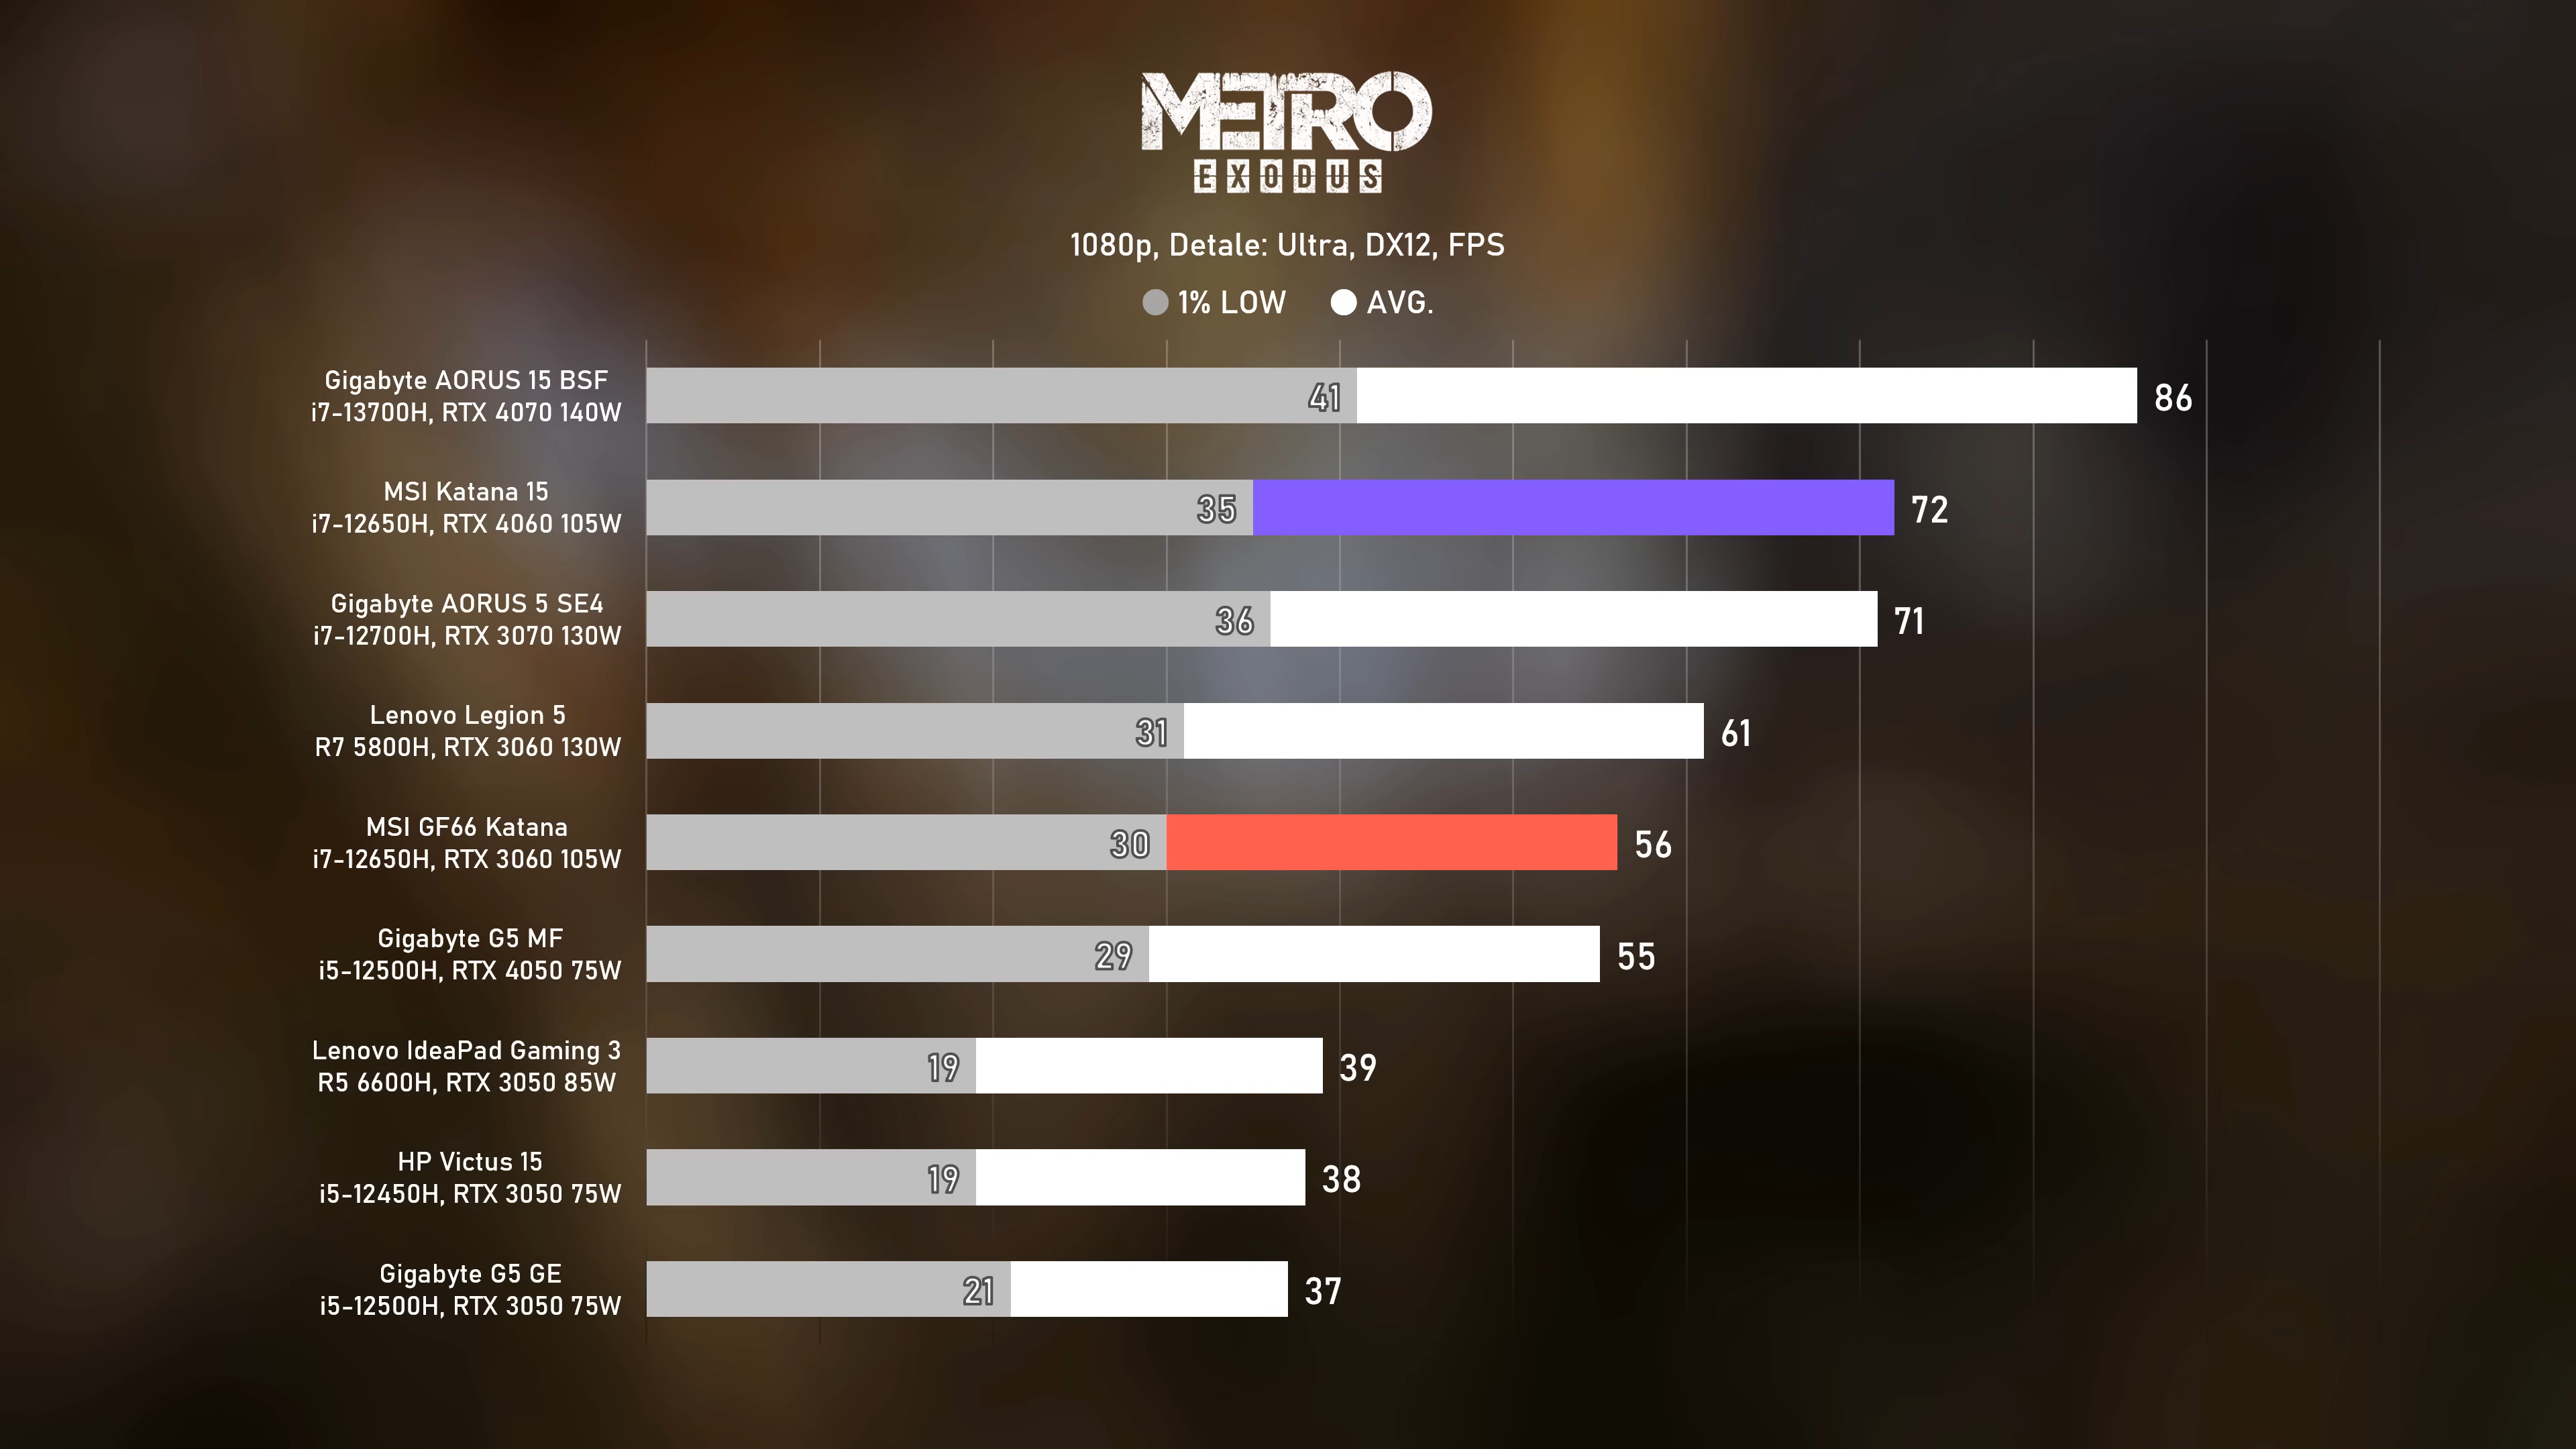 METRO
EXODUS
1080p, Detale: Ultra, DX12, FPS
1% LOW AVG.
Gigabyte AORUS 15 BSF
i7-13700H, RTX 4070 140W
41 86
MSI Katana 15
i7-12650H, RTX 4060 105W
35 72
Gigabyte AORUS 5 SE4
i7-12700H, RTX 3070 130W
36 71
Lenovo Legion 5
R7 5800H, RTX 3060 130W
31 61
MSI GF66 Katana
i7-12650H, RTX 3060 105W
30 56
Gigabyte G5 MF
i5-12500H, RTX 4050 75W
29 55
Lenovo IdeaPad Gaming 3
R5 6600H, RTX 3050 85W
19 39
HP Victus 15
i5-12450H, RTX 3050 75W
19 38
Gigabyte G5 GE
i5-12500H, RTX 3050 75W
21 37